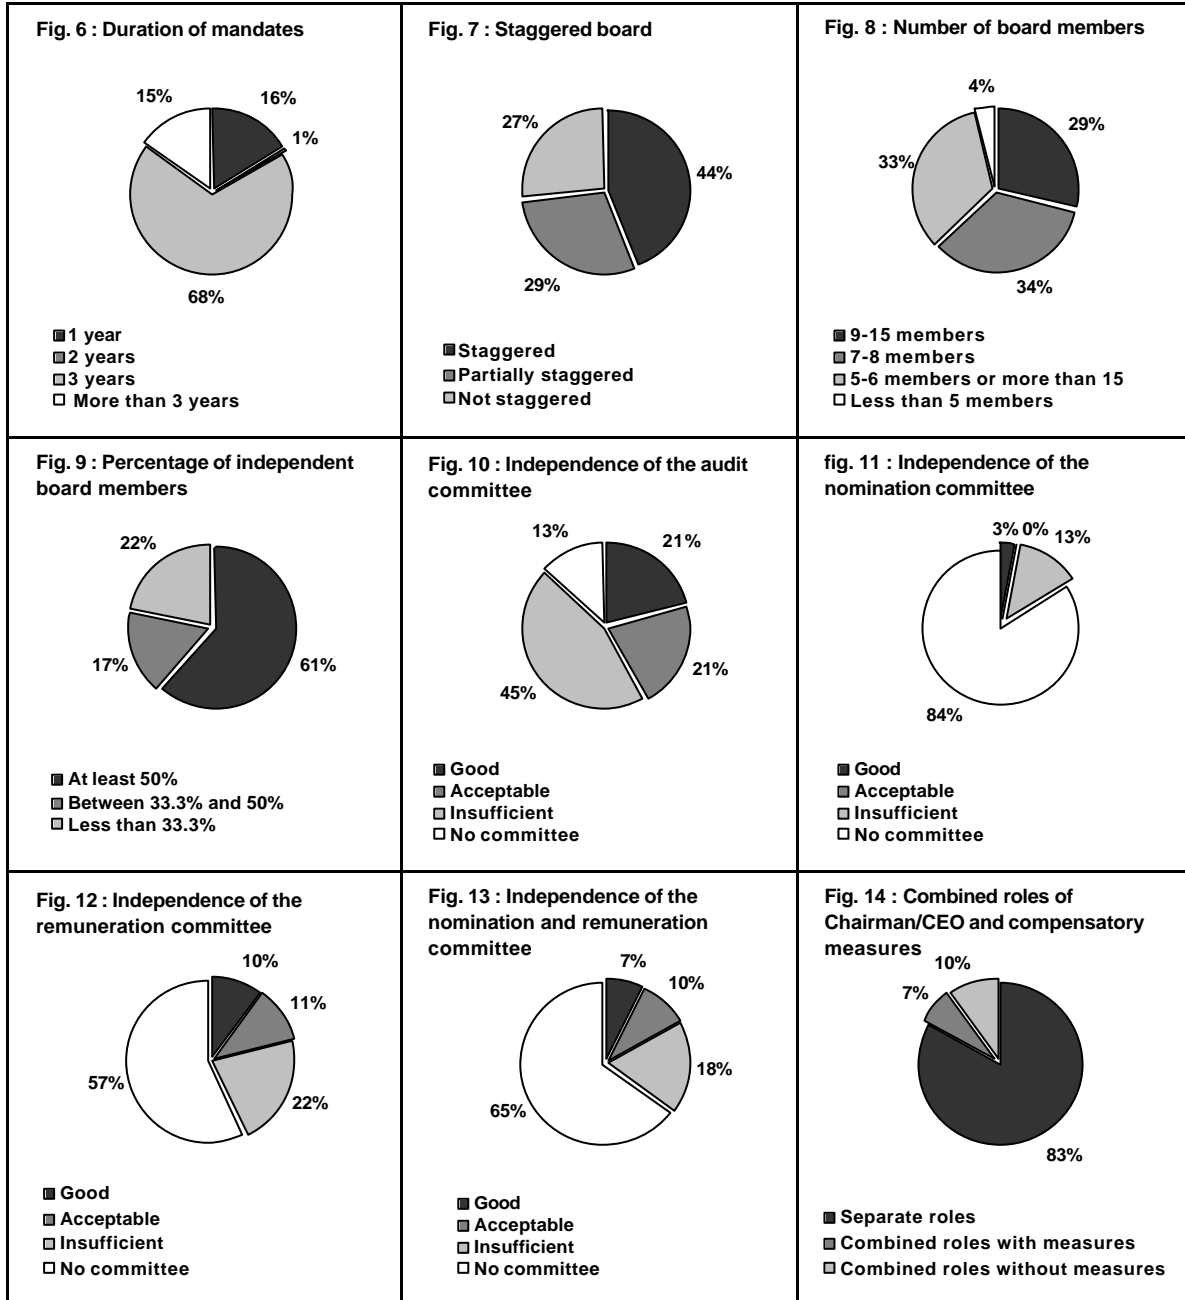 Fig. 6 : Duration of mandates
15%
16%
1%
68%
1 year
2 years
3 years
More than 3 years
Fig. 7 : Staggered board
27%
44%
29%
Staggered
Partially staggered
Not staggered
Fig. 8 : Number of board members
4%
29%
33%
34%
9-15 members
7-8 members
5-6 members or more than 15
Less than 5 members
Fig. 9 : Percentage of independent
board members
22%
17%
61%
At least 50%
Between 33.3% and 50%
Less than 33.3%
Fig. 10 : Independence of the audit
committee
13%
21%
45%
21%
Good
Acceptable
Insufficient
No committee
fig. 11 : Independence of the
nomination committee
3% 0%
13%
84%
Good
Acceptable
Insufficient
No committee
Fig. 12 : Independence of the
remuneration committee
10%
11%
57%
22%
Good
Acceptable
Insufficient
No committee
Fig. 13 : Independence of the
nomination and remuneration
committee
7%
10%
18%
65%
Good
Acceptable
Insufficient
No committee
Fig. 14 : Combined roles of
Chairman/CEO and compensatory
measures
10%
7%
83%
Separate roles
Combined roles with measures
Combined roles without measures